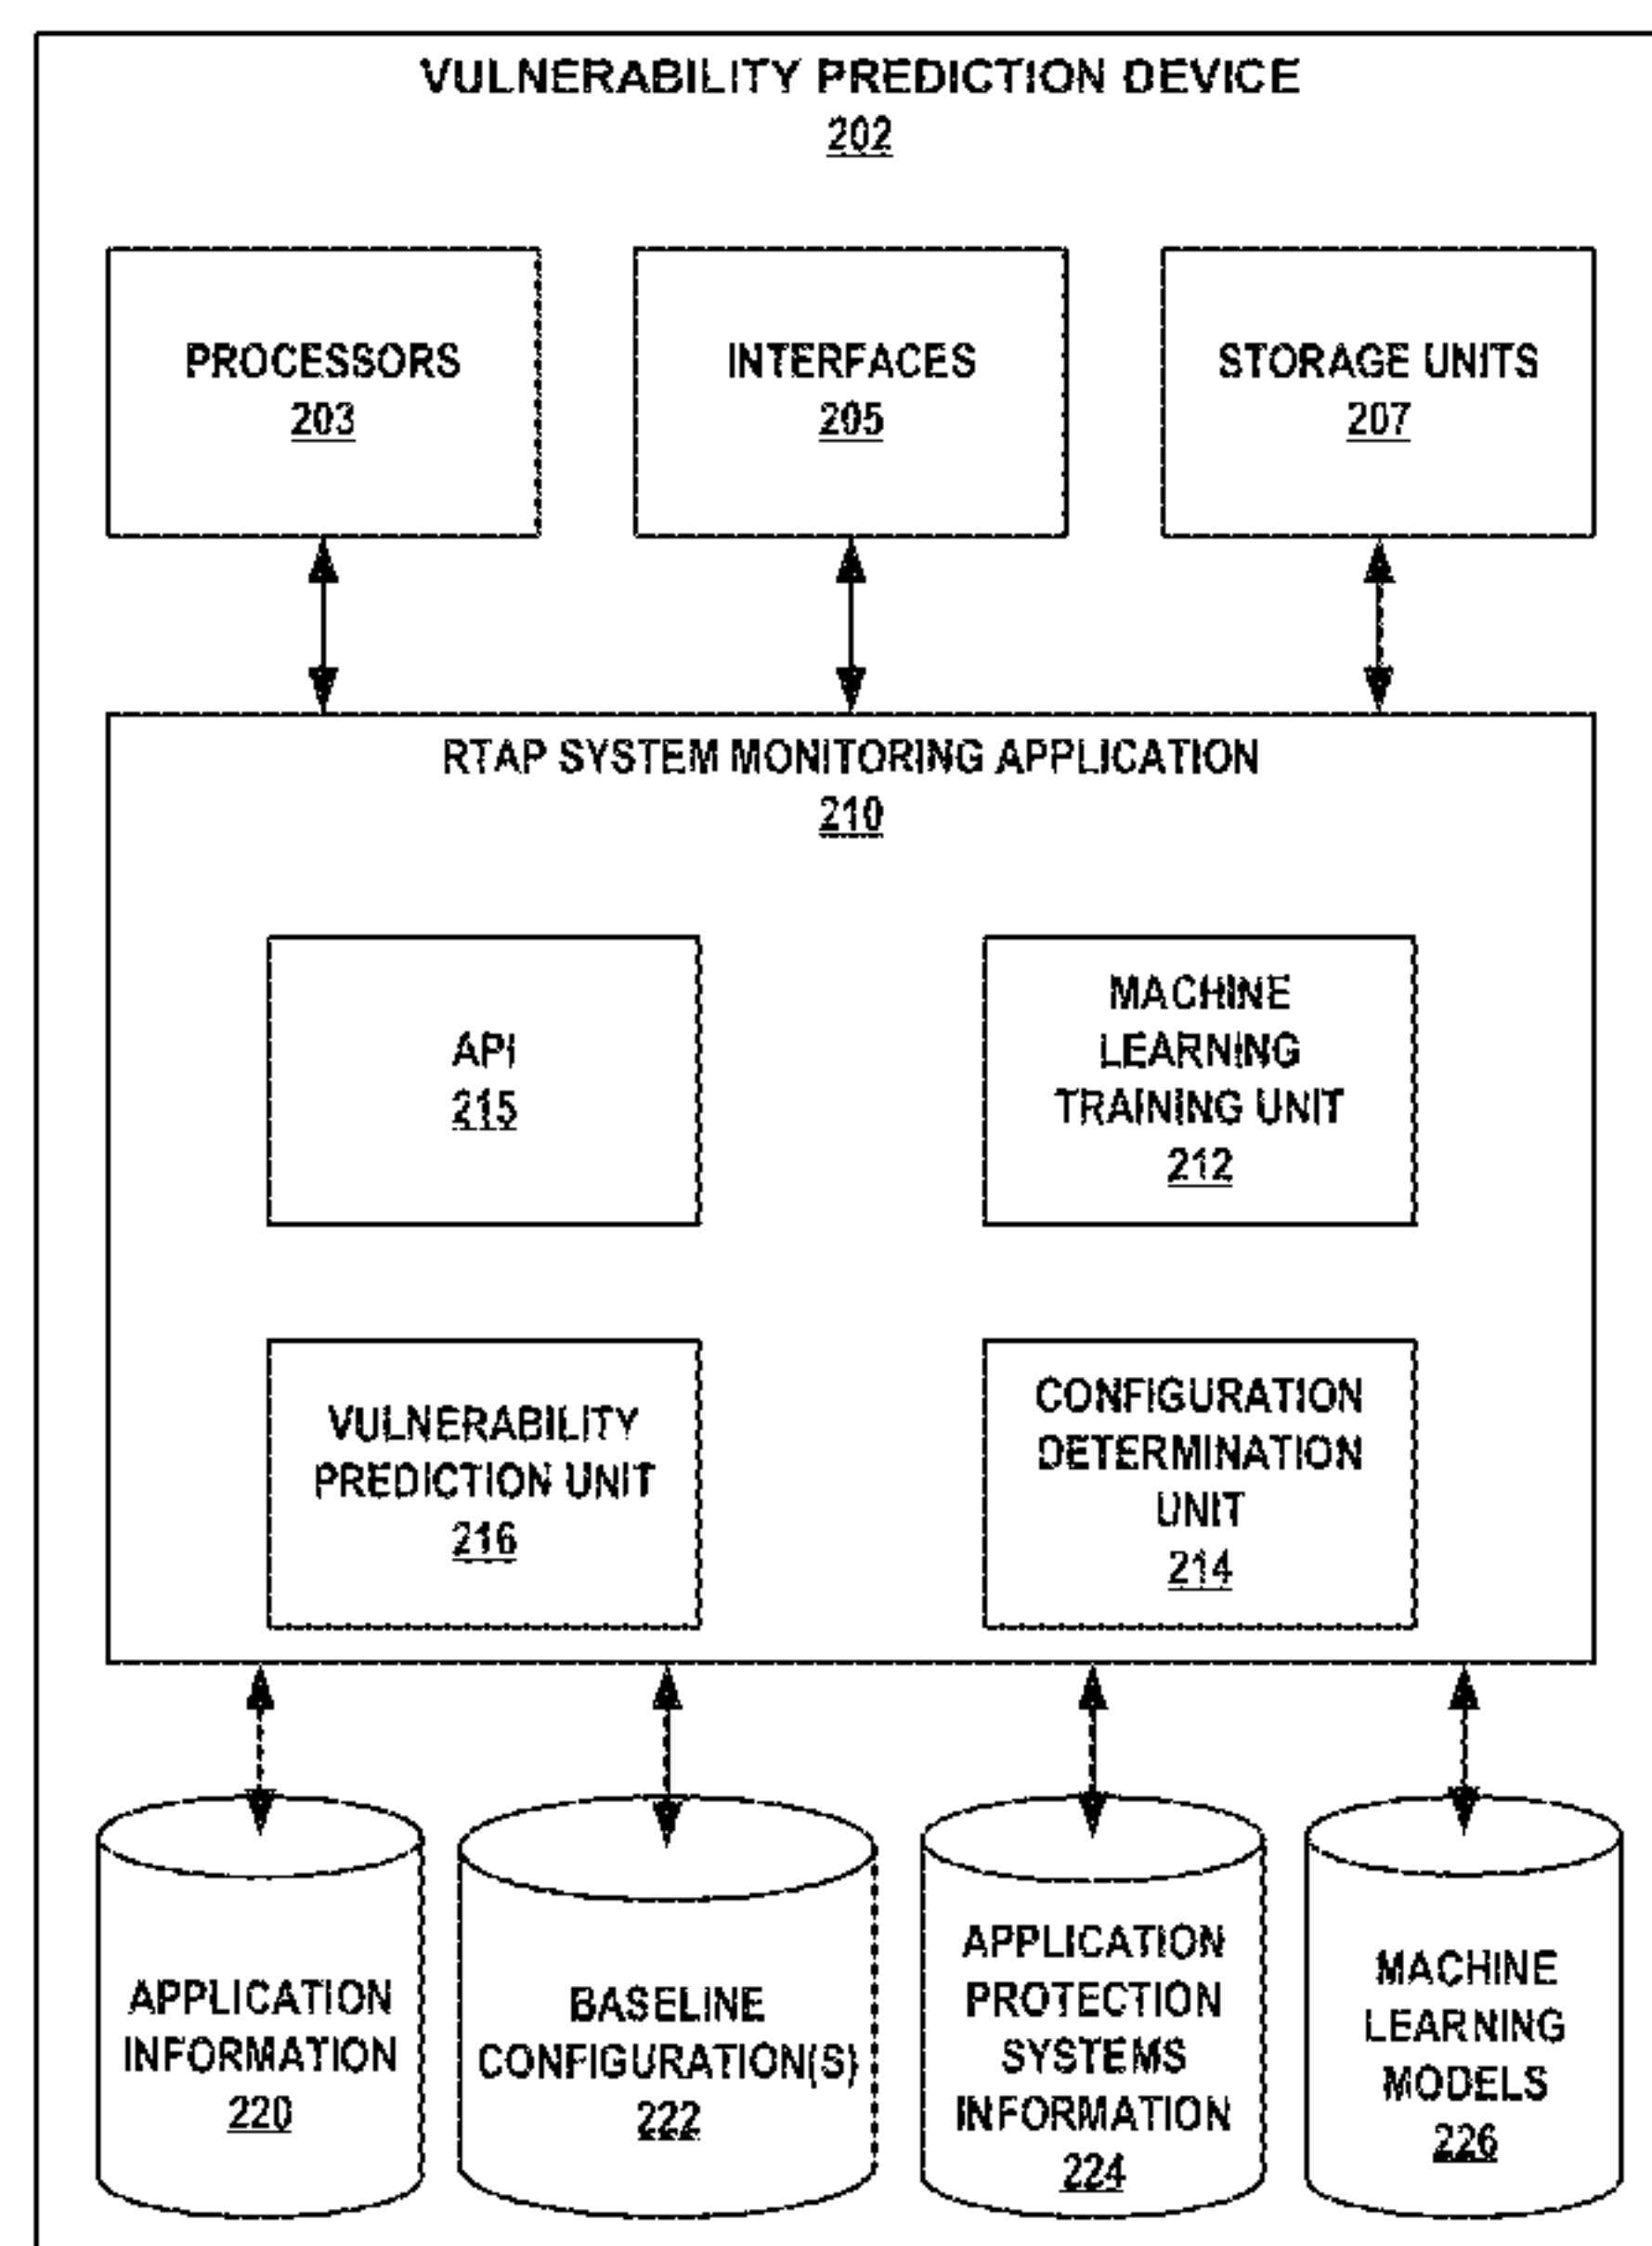 VULNERABILITY PREDICTION DEVICE
202
PROCESSORS
203
INTERFACES
205
STORAGE UNITS
207
RTAP SYSTEM MONITORING APPLICATION
210
API
215
MACHINE
LEARNING
TRAINING UNIT
212
VULNERABILITY
PREDICTION UNIT
216
CONFIGURATION
DETERMINATION
UNIT
214
APPLICATION
INFORMATION
220
BASELINE
CONFIGURATION(S)
222
APPLICATION
PROTECTION
SYSTEMS
INFORMATION
224
MACHINE
LEARNING
MODELS
226